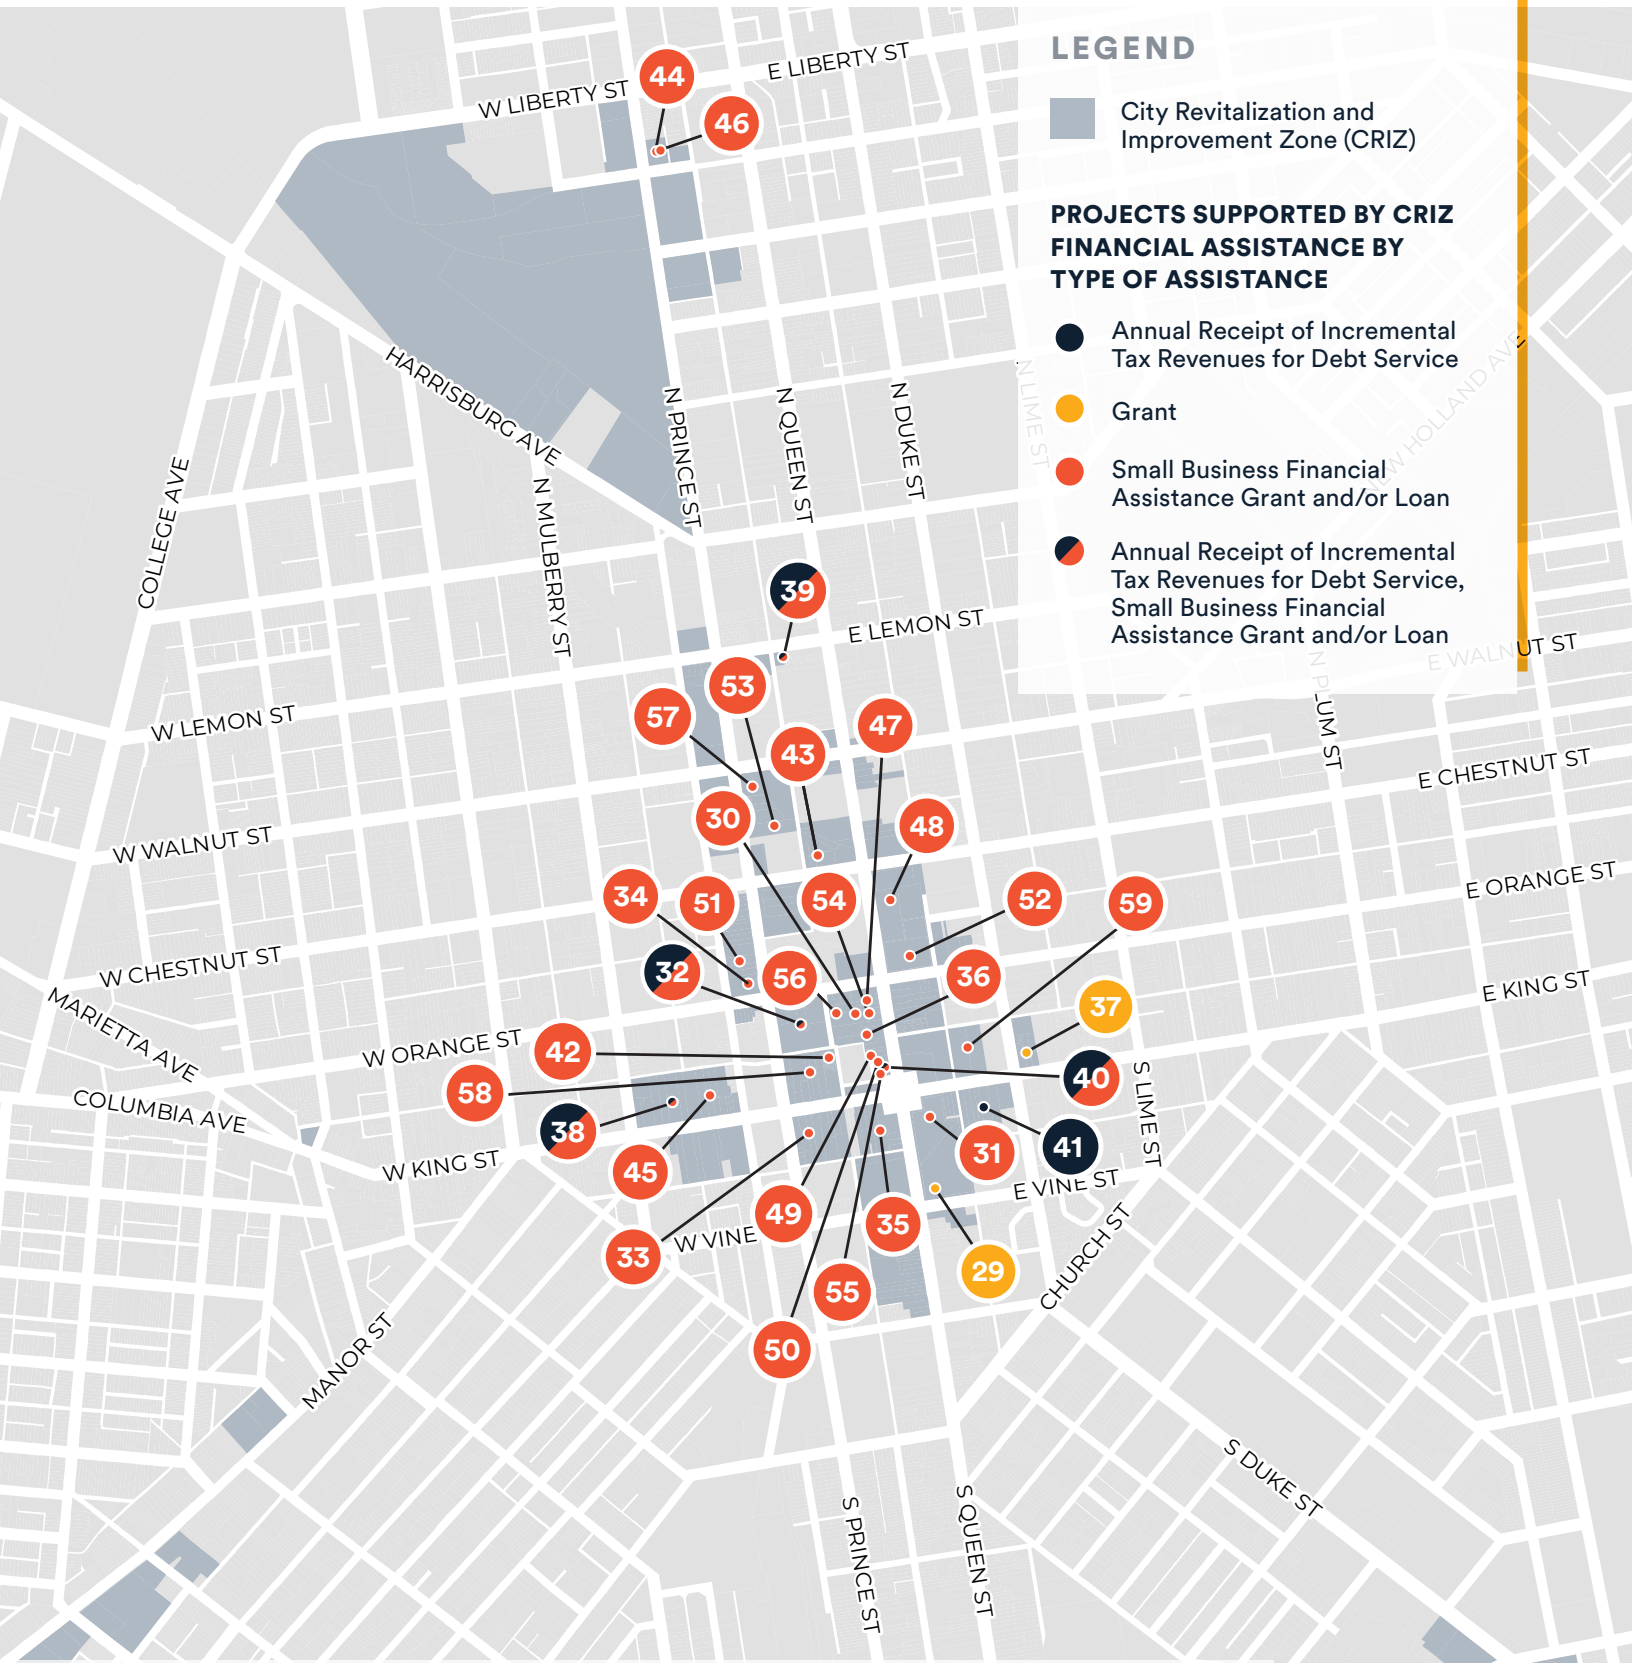 LEGEND
City Revitalization and
Improvement Zone (CRIZ)
PROJECTS SUPPORTED BY CRIZ
FINANCIAL ASSISTANCE BY
TYPE OF ASSISTANCE
Annual Receipt of Incremental
Tax Revenues for Debt Service
Grant
Small Business Financial
Assistance Grant and/or Loan
Annual Receipt of Incremental
Tax Revenues for Debt Service,
Small Business Financial
Assistance Grant and/or Loan
44
E LIBERTY ST
W LIBERTY ST
46
HARRISBURG AVE
N PRINCE ST
N QUEEN ST
N DUKE ST
N LIME ST
NEW HOLLAND AVE
COLLEGE AVE
N MULBERRY ST
39
E LEMON ST
E WALNUT ST
N PLUM ST
53
57
47
43
W LEMON ST
E CHESTNUT ST
30
48
W WALNUT ST
E ORANGE ST
34
51
54
52
59
W CHESTNUT ST
32
56
36
E KING ST
37
MARIETTA AVE
W ORANGE ST
42
40
58
COLUMBIA AVE
S LIME ST
38
41
31
W KING ST
45
E VINE ST
49
35
W VINE
33
CHURCH ST
29
55
50
MANOR ST
S DUKE ST
S PRINCE ST
S QUEEN ST